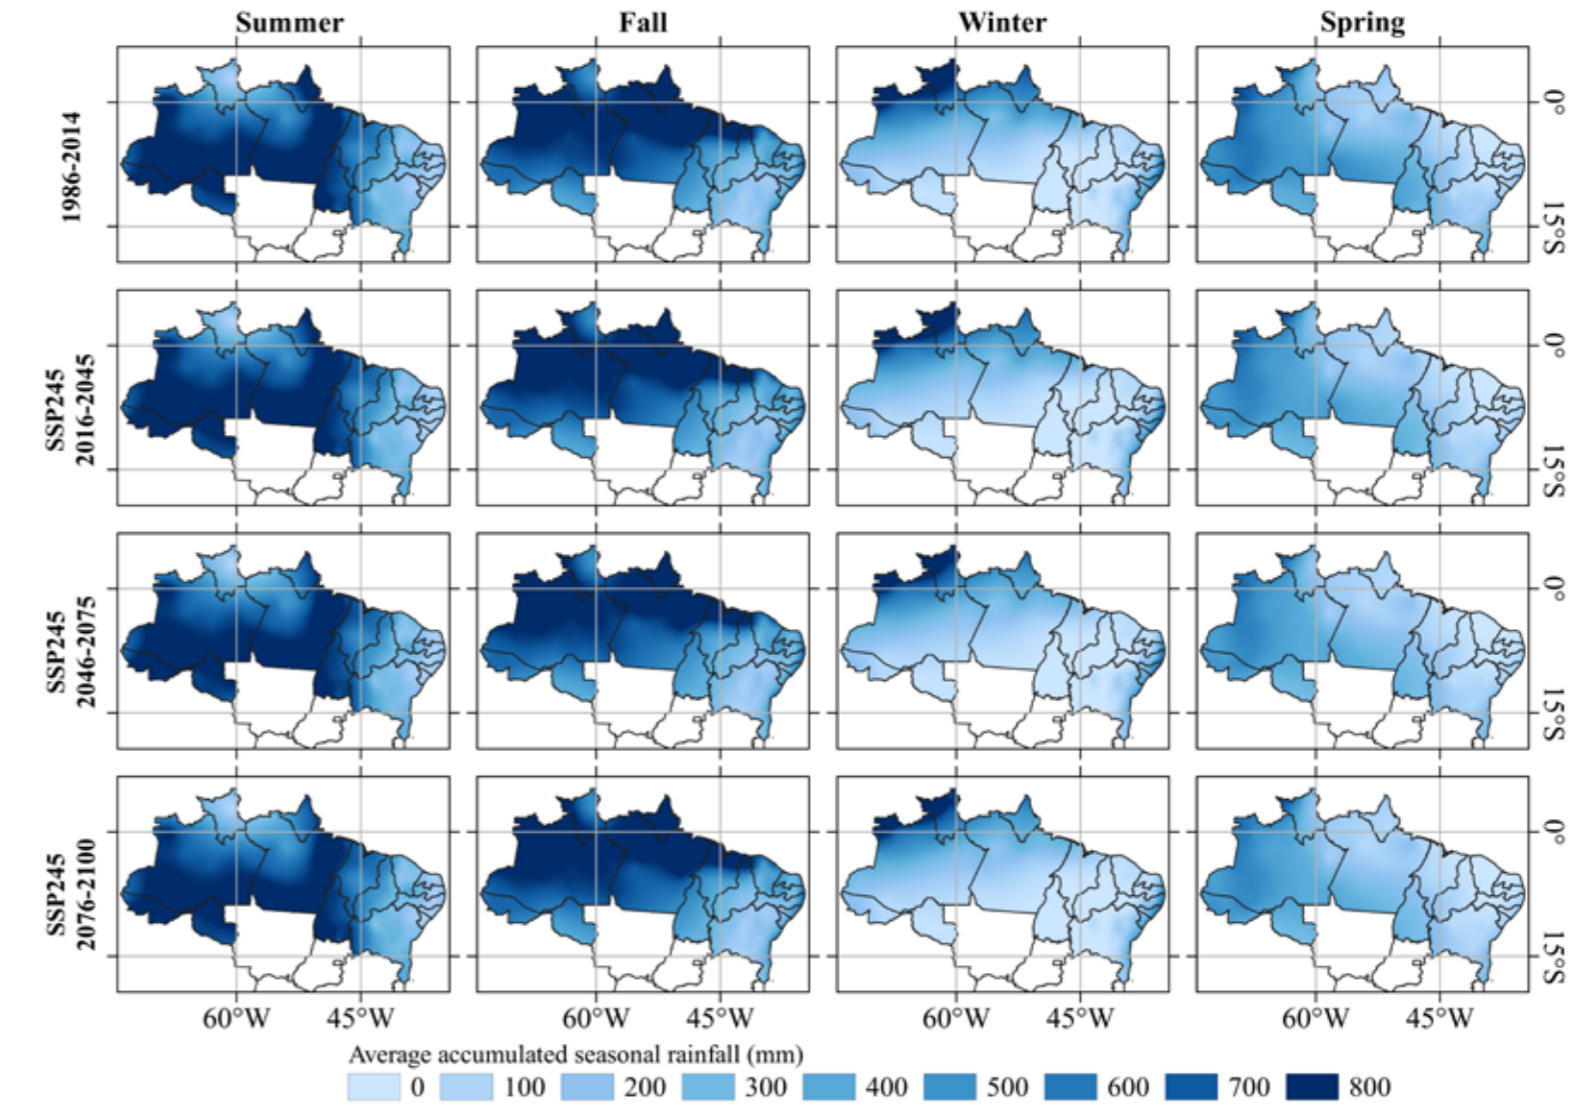 Summer Fall Winter Spring
1986-2014
0°
15°S
SSP245
2016-2045
0°
15°S
SSP245
2046-2075
0°
15°S
SSP245
2076-2100
0°
15°S
60°W 45°W 60°W 45°W 60°W 45°W 60°W 45°W
Average accumulated seasonal rainfall (mm)
0 100 200 300 400 500 600 700 800